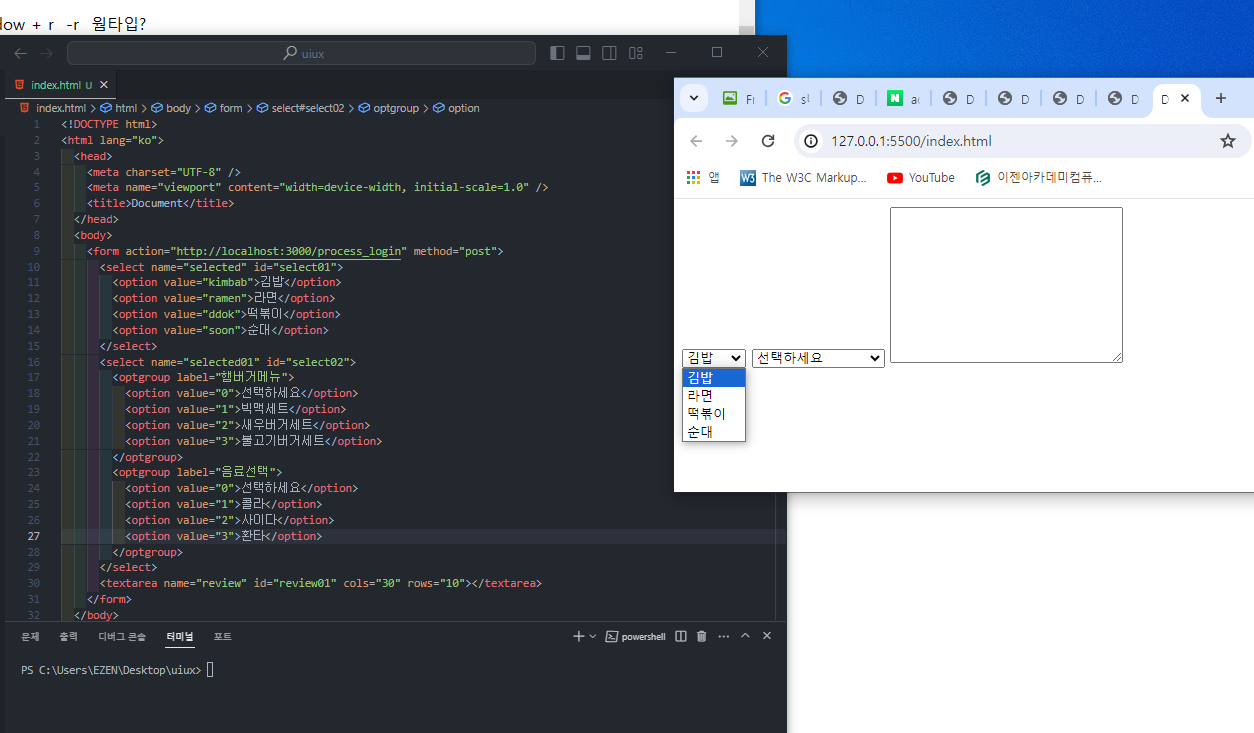 dow + r -r 웜타입?
uiux
index.html U
index.html > html > body > form > select#select02 > optgroup > option
1 <!DOCTYPE html>
2 <html lang="ko">
3 <head>
4 <meta charset="UTF-8" />
5 <meta name="viewport" content="width=device-width, initial-scale=1.0" />
6 <title>Document</title>
7 </head>
8 <body>
9 <form action="http://localhost:3000/process_login" method="post">
10 <select name="selected" id="select01">
11 <option value="kimbab">김밥</option>
12 <option value="ramen">라면</option>
13 <option value="ddok">떡볶이</option>
14 <option value="soon">순대</option>
15 </select>
16 <select name="selected01" id="select02">
17 <optgroup label="햄버거메뉴">
18 <option value="0">선택하세요</option>
19 <option value="1">빅맥세트</option>
20 <option value="2">새우버거세트</option>
21 <option value="3">불고기버거세트</option>
22 </optgroup>
23 <optgroup label="음료선택">
24 <option value="0">선택하세요</option>
25 <option value="1">콜라</option>
26 <option value="2">사이다</option>
27 <option value="3">환타</option>
28 </optgroup>
29 </select>
30 <textarea name="review" id="review01" cols="30" rows="10"></textarea>
31 </form>
32 </body>
문제 출력 디버그 콘솔 터미널 포트
powershell
PS C:\Users\EZEN\Desktop\uiux>
Fr sl D ac D D D D D
127.0.0.1:5500/index.html
앱 W3 The W3C Markup... YouTube 이젠아카데미컴퓨...
김밥 선택하세요
김밥
라면
떡볶이
순대